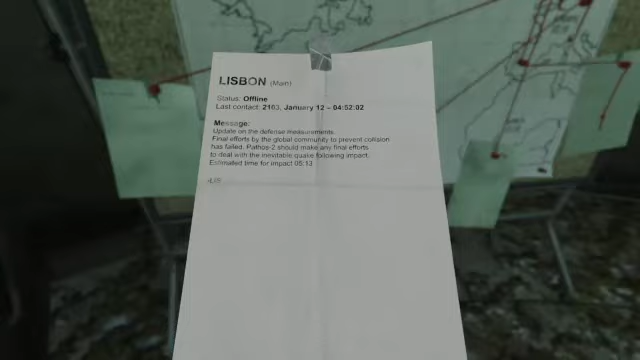 LISBON (Main)
Status: Offline
Last contact: 2103, January 12 – 04:52:02
Message:
Update on the defense measurements.
Final efforts by the global community to prevent collision
has failed. Pathos-2 should make any final efforts
to deal with the inevitable quake following impact.
Estimated time for impact 05:13